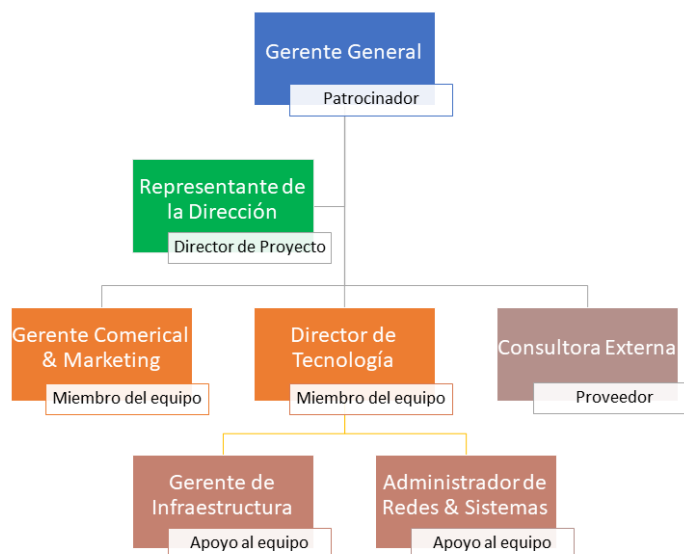 Gerente General
Patrocinador
Representante de
la Dirección
Director de Proyecto
Gerente Comerical
& Marketing
Miembro del equipo
Director de
Tecnología
Miembro del equipo
Consultora Externa
Proveedor
Gerente de
Infraestructura
Apoyo al equipo
Administrador de
Redes & Sistemas
Apoyo al equipo